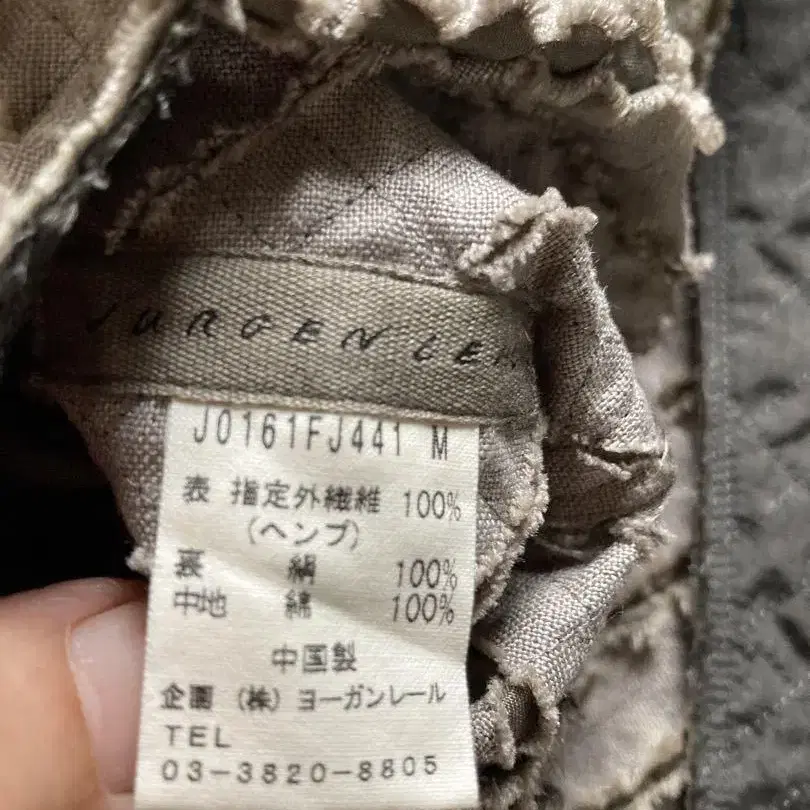 JURGEN LE
J0161FJ441 M
表 指定外繊維 100%
(ヘンプ)
裏 絹 100%
中地 綿 100%
中国製
企画 (株) ヨーガンレール
TEL
03-3820-8805